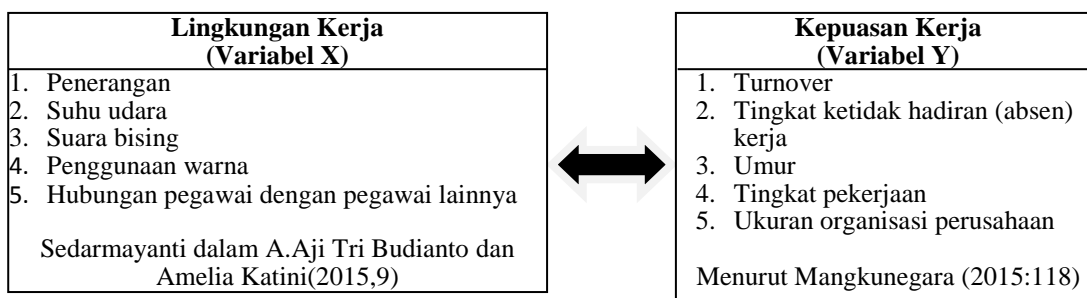 Lingkungan Kerja
(Variabel X)
1. Penerangan
2. Suhu udara
3. Suara bising
4. Penggunaan warna
5. Hubungan pegawai dengan pegawai lainnya
Sedarmayanti dalam A.Aji Tri Budianto dan
Amelia Katini(2015,9)
Kepuasan Kerja
(Variabel Y)
1. Turnover
2. Tingkat ketidak hadiran (absen)
kerja
3. Umur
4. Tingkat pekerjaan
5. Ukuran organisasi perusahaan
Menurut Mangkunegara (2015:118)